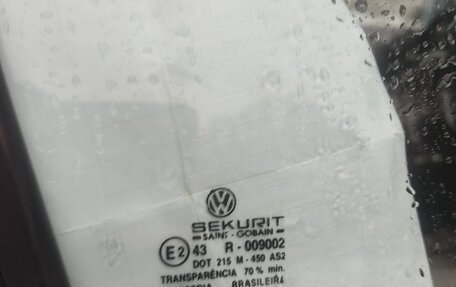 SEKURIT
SAINT-GOBAIN
E2 43 R-009002
DOT 215 M-450 AS2
TRANSPARÊNCIA 70% min.
BRASILEIRA